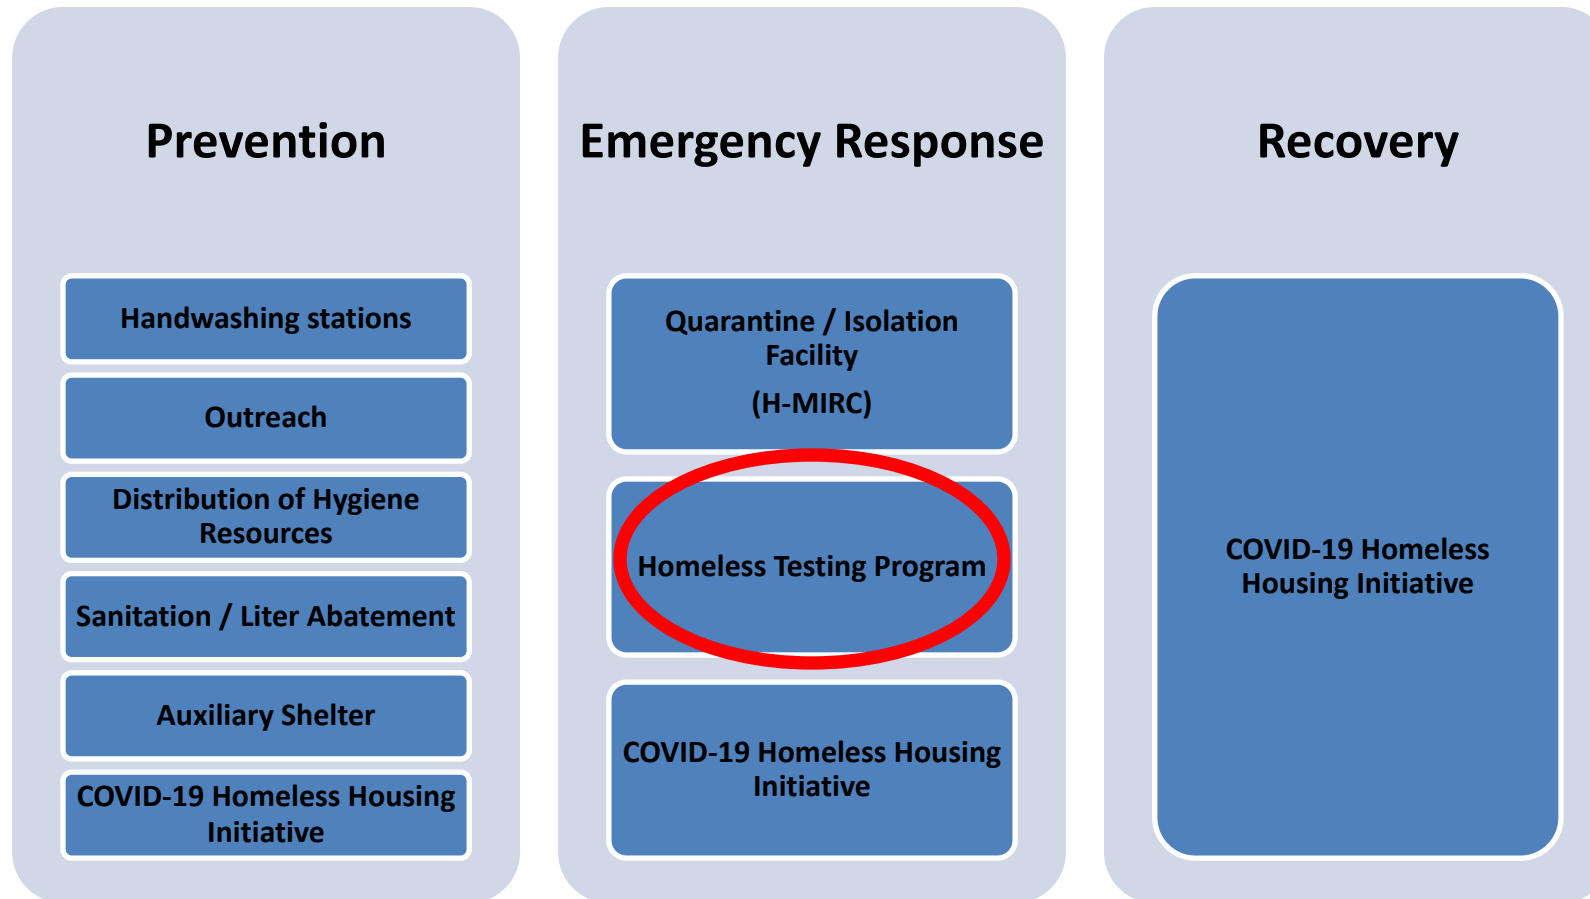 Prevention
Handwashing stations
Outreach
Distribution of Hygiene
Resources
Sanitation / Liter Abatement
Auxiliary Shelter
COVID-19 Homeless Housing
Initiative
Emergency Response
Quarantine / Isolation
Facility
(H-MIRC)
Homeless Testing Program
COVID-19 Homeless Housing
Initiative
Recovery
COVID-19 Homeless
Housing Initiative